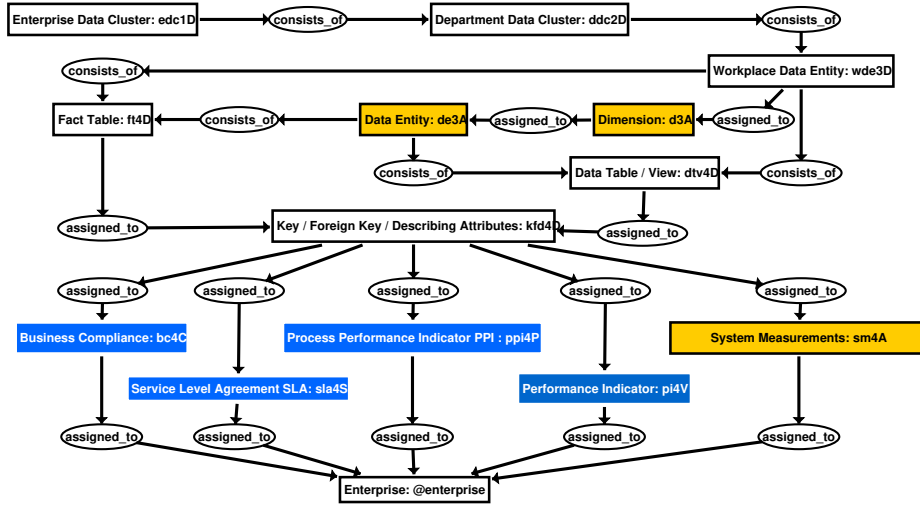 Enterprise Data Cluster: edc1D
consists_of
Department Data Cluster: ddc2D
consists_of
consists_of
Workplace Data Entity: wde3D
Fact Table: ft4D
consists_of
Data Entity: de3A
assigned_to
Dimension: d3A
assigned_to
consists_of
Data Table / View: dtv4D
consists_of
assigned_to
Key / Foreign Key / Describing Attributes: kfd4D
assigned_to
assigned_to
assigned_to
assigned_to
assigned_to
assigned_to
Business Compliance: bc4C
Process Performance Indicator PPI : ppi4P
System Measurements: sm4A
Service Level Agreement SLA: sla4S
Performance Indicator: pi4V
assigned_to
assigned_to
assigned_to
assigned_to
assigned_to
Enterprise: @enterprise